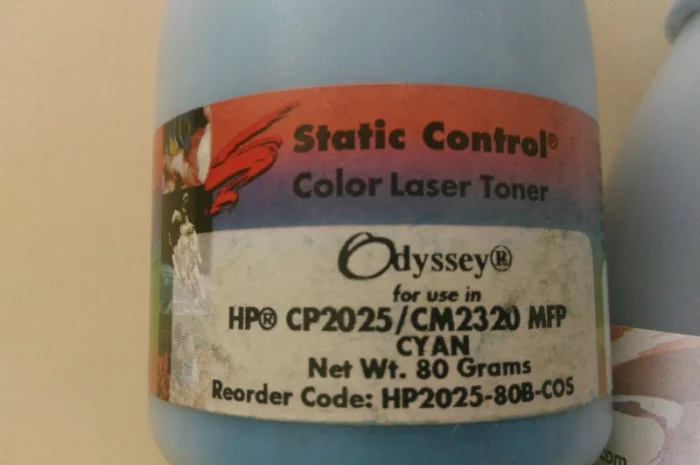 Static Control®
Color Laser Toner
Odyssey®
for use in
HP® CP2025/CM2320 MFP
CYAN
Net Wt. 80 Grams
Reorder Code: HP2025-80B-COS
.com